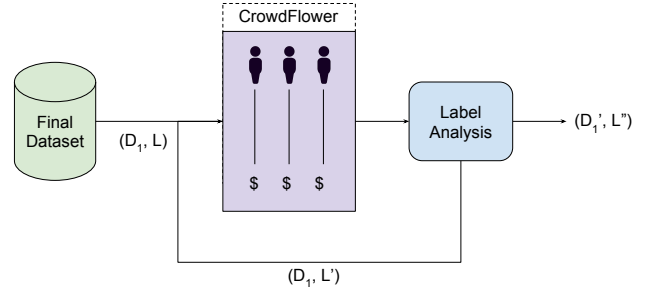 CrowdFlower
Final
Dataset
(D₁, L)
$ $ $
Label
Analysis
(D₁', L")
(D₁, L')